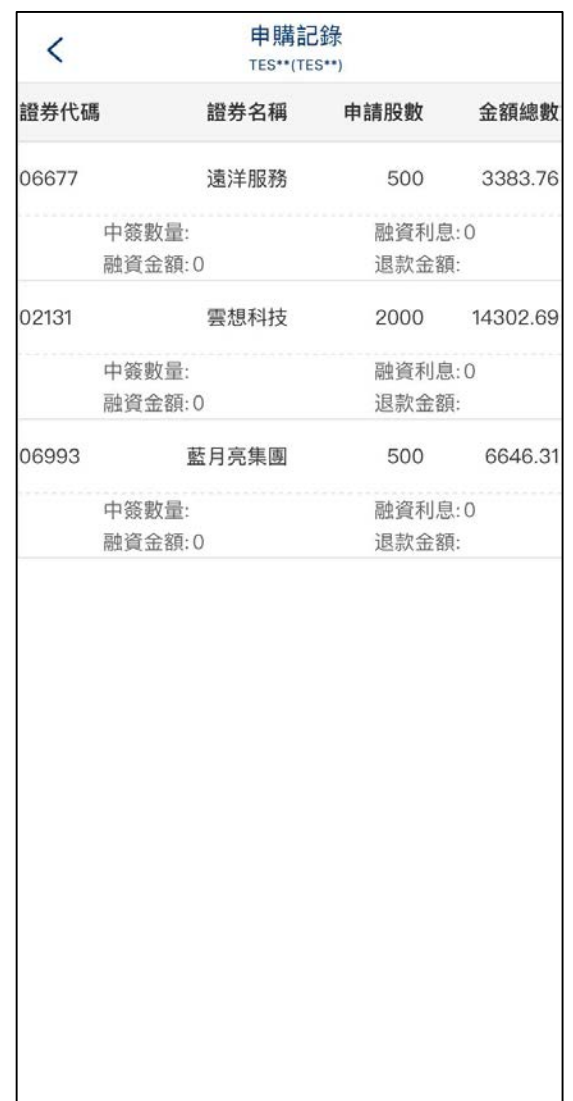 申購記錄
TES**(TES**)
證券代碼 證券名稱 申請股數 金額總數
06677 遠洋服務 500 3383.76
中簽數量: 融資利息:0
融資金額:0 退款金額:
02131 雲想科技 2000 14302.69
中簽數量: 融資利息:0
融資金額:0 退款金額:
06993 藍月亮集團 500 6646.31
中簽數量: 融資利息:0
融資金額:0 退款金額: